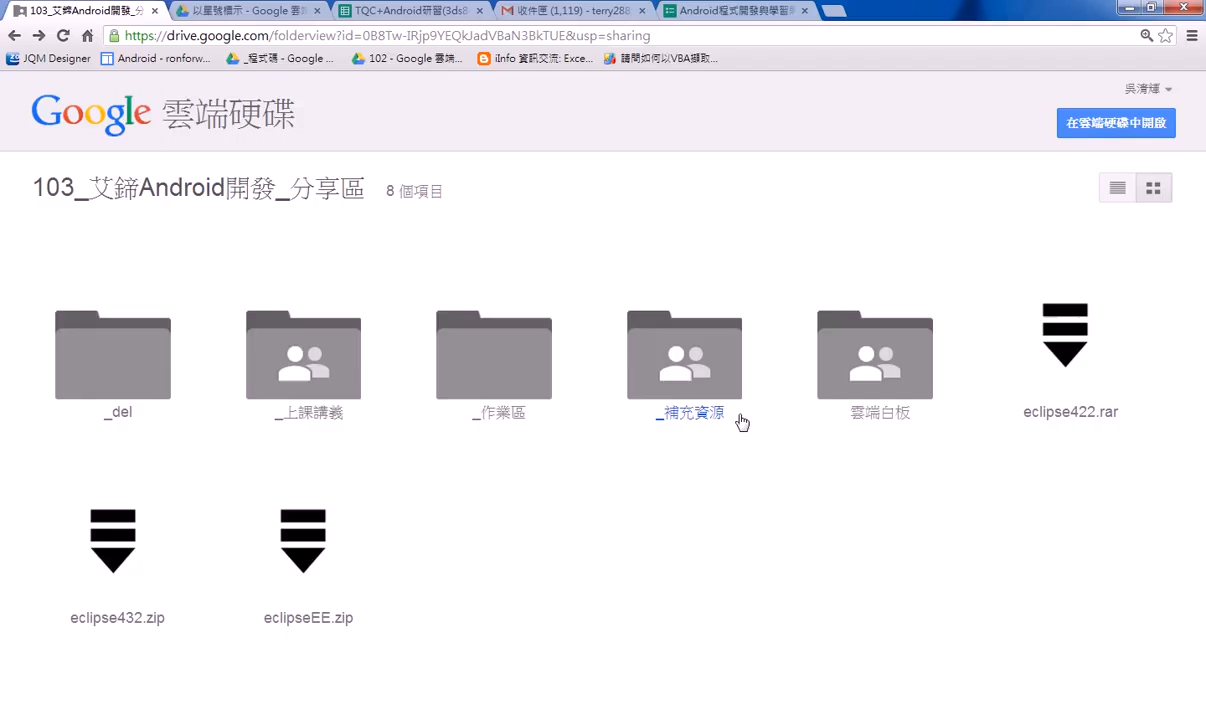 103_艾鍗Android開發_分
以星號標示 - Google 雲端
TQC+Android研習(3ds8
收件匣 (1,119) - terry288
Android程式開發與學習
https://drive.google.com/folderview?id=0B8Tw-IRjp9YEQkJadVBaN3BkTUE&usp=sharing
JQM Designer
Android - ronforw...
_程式碼 - Google ...
102 - Google 雲端...
iInfo 資訊交流: Exce...
請問如何以VBA擷取...
Google 雲端硬碟
吳清輝
在雲端硬碟中開啟
103_艾鍗Android開發_分享區 8 個項目
_del
_上課講義
_作業區
_補充資源
雲端白板
eclipse422.rar
eclipse432.zip
eclipseEE.zip